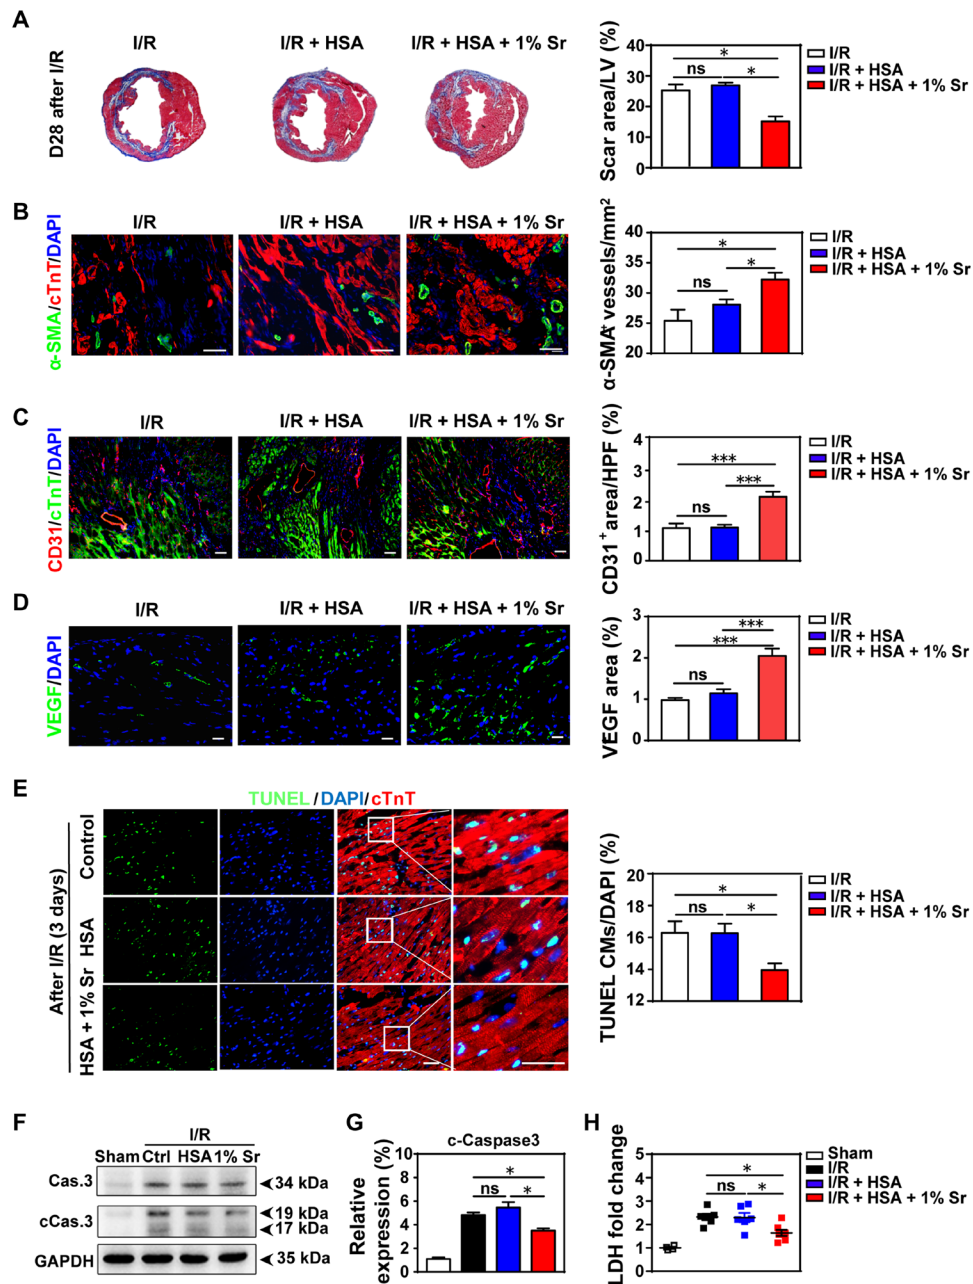 A
I/R
I/R + HSA
I/R + HSA + 1% Sr
D28 after I/R
Scar area/LV (%)
40
30
20
10
0
*
ns
*
I/R
I/R + HSA
I/R + HSA + 1% Sr
B
I/R
I/R + HSA
I/R + HSA + 1% Sr
α-SMA/cTnT/DAPI
α-SMA⁺ vessels/mm²
40
35
30
25
20
*
*
ns
I/R
I/R + HSA
I/R + HSA + 1% Sr
C
I/R
I/R + HSA
I/R + HSA + 1% Sr
CD31/cTnT/DAPI
CD31⁺ area/HPF (%)
4
3
2
1
0
***
***
ns
I/R
I/R + HSA
I/R + HSA + 1% Sr
D
I/R
I/R + HSA
I/R + HSA + 1% Sr
VEGF/DAPI
VEGF area (%)
3
2
1
0
***
***
ns
I/R
I/R + HSA
I/R + HSA + 1% Sr
E
TUNEL/DAPI/cTnT
After I/R (3 days)
Control
HSA
HSA + 1% Sr
TUNEL CMs/DAPI (%)
20
18
16
14
12
*
ns
*
I/R
I/R + HSA
I/R + HSA + 1% Sr
F
I/R
Sham Ctrl HSA 1% Sr
Cas.3
34 kDa
cCas.3
19 kDa
17 kDa
GAPDH
35 kDa
G
c-Caspase3
Relative
expression (%)
10
8
6
4
2
0
*
ns
*
H
LDH fold change
4
3
2
1
0
*
ns
*
Sham
I/R
I/R + HSA
I/R + HSA + 1% Sr